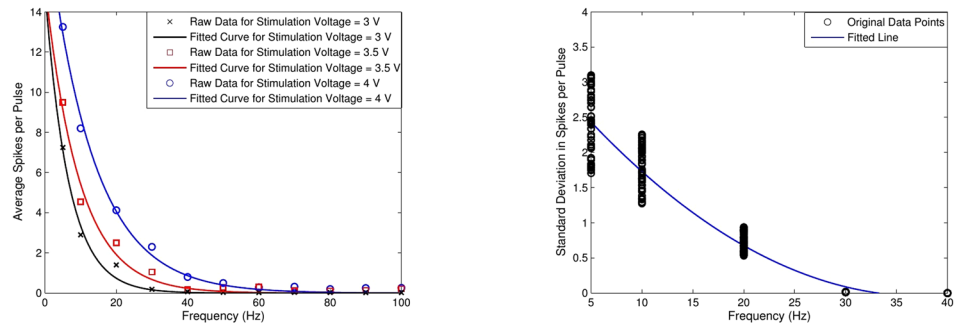 Average Spikes per Pulse
14
12
10
8
6
4
2
0
Raw Data for Stimulation Voltage = 3 V
Fitted Curve for Stimulation Voltage = 3 V
Raw Data for Stimulation Voltage = 3.5 V
Fitted Curve for Stimulation Voltage = 3.5 V
Raw Data for Stimulation Voltage = 4 V
Fitted Curve for Stimulation Voltage = 4 V
0 20 40 60 80 100
Frequency (Hz)
Standard Deviation in Spikes per Pulse
4
3.5
3
2.5
2
1.5
1
0.5
0
Original Data Points
Fitted Line
5 10 15 20 25 30 35 40
Frequency (Hz)